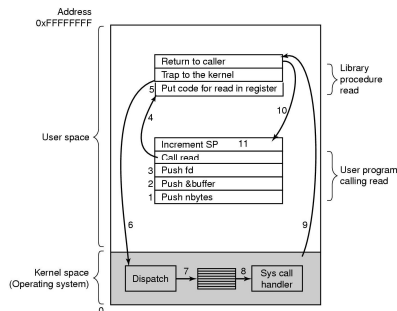 Address
0xFFFFFFFF
Return to caller
Trap to the kernel
5 Put code for read in register
Library
procedure
read
4
10
User space
Increment SP 11
Call read
3 Push fd
2 Push &buffer
1 Push nbytes
User program
calling read
6
9
Kernel space
(Operating system)
Dispatch
7
8
Sys call
handler
0